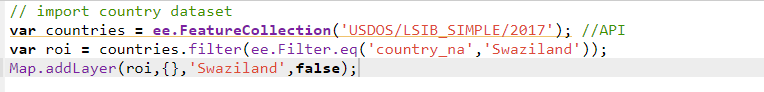 // import country dataset
var countries = ee.FeatureCollection('USDOS/LSIB_SIMPLE/2017'); //API
var roi = countries.filter(ee.Filter.eq('country_na','Swaziland'));
Map.addLayer(roi,{},'Swaziland',false);